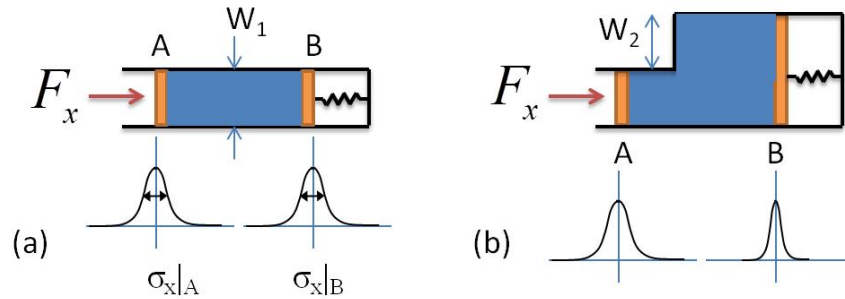 A W₁ B
Fₓ
(a)
σₓ|A σₓ|B
W₂
Fₓ
A B
(b)